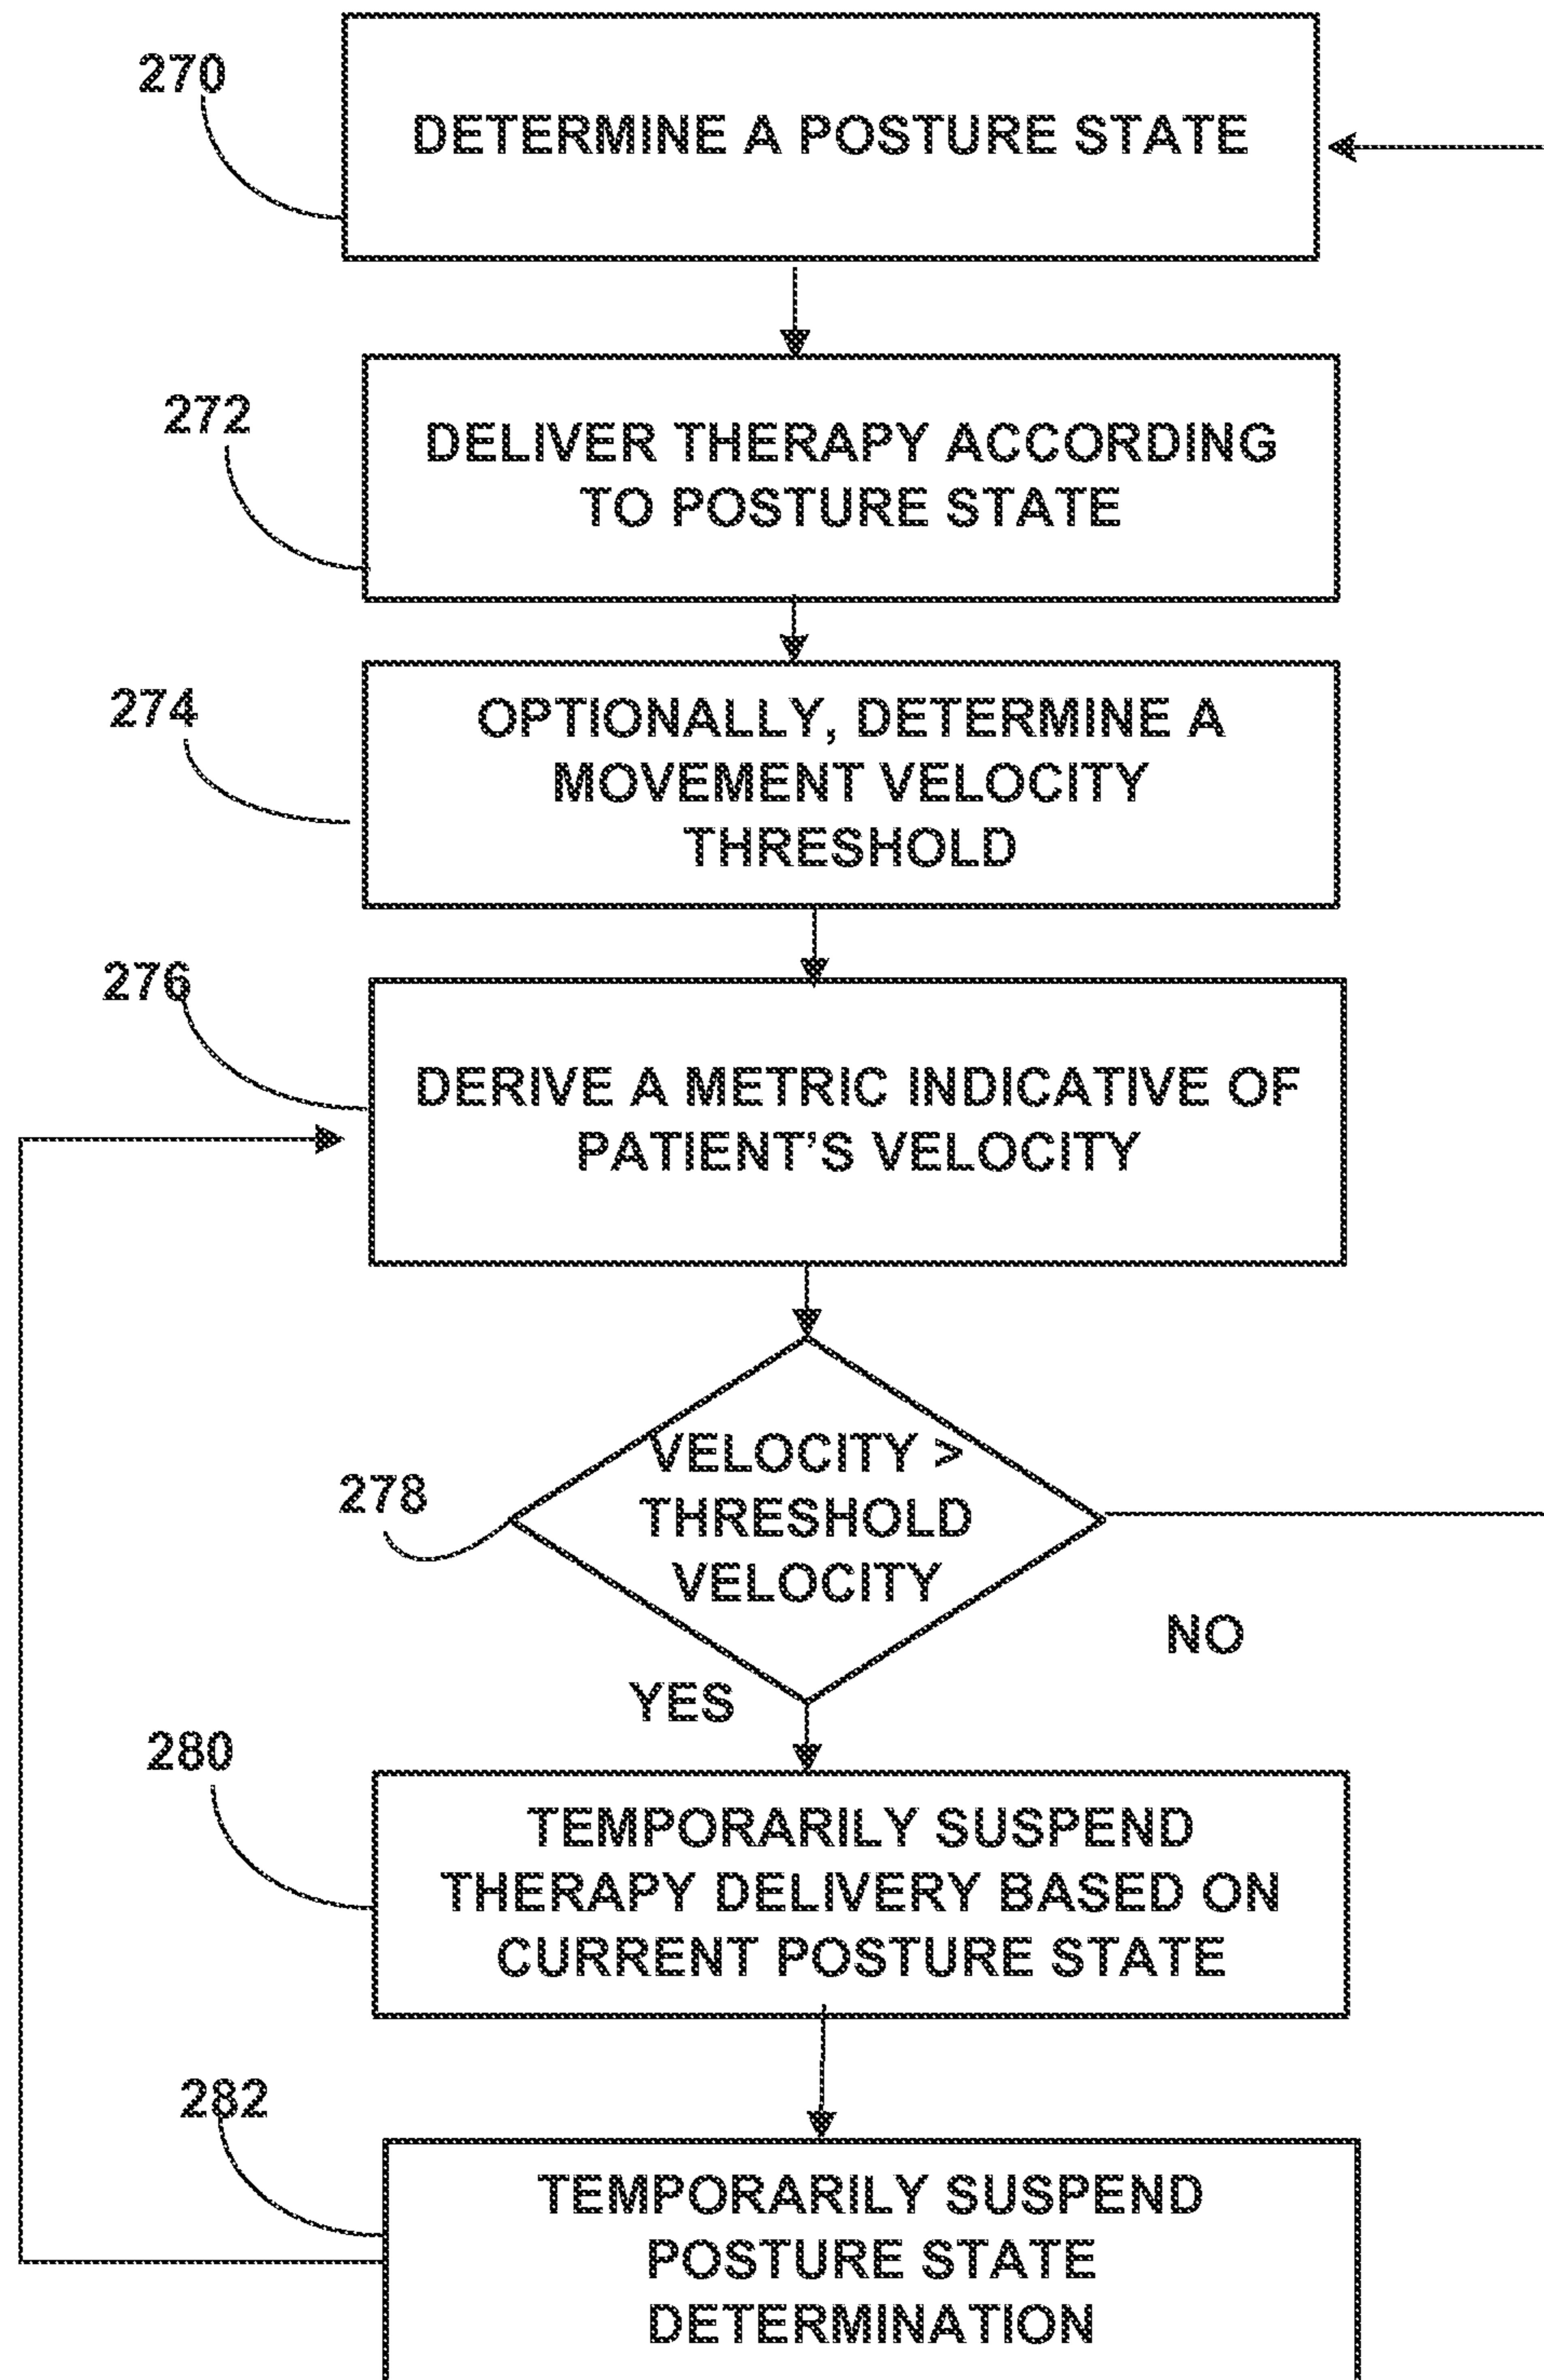 270
DETERMINE A POSTURE STATE
272
DELIVER THERAPY ACCORDING
TO POSTURE STATE
274
OPTIONALLY, DETERMINE A
MOVEMENT VELOCITY
THRESHOLD
276
DERIVE A METRIC INDICATIVE OF
PATIENT’S VELOCITY
278
VELOCITY >
THRESHOLD
VELOCITY
NO
YES
280
TEMPORARILY SUSPEND
THERAPY DELIVERY BASED ON
CURRENT POSTURE STATE
282
TEMPORARILY SUSPEND
POSTURE STATE
DETERMINATION